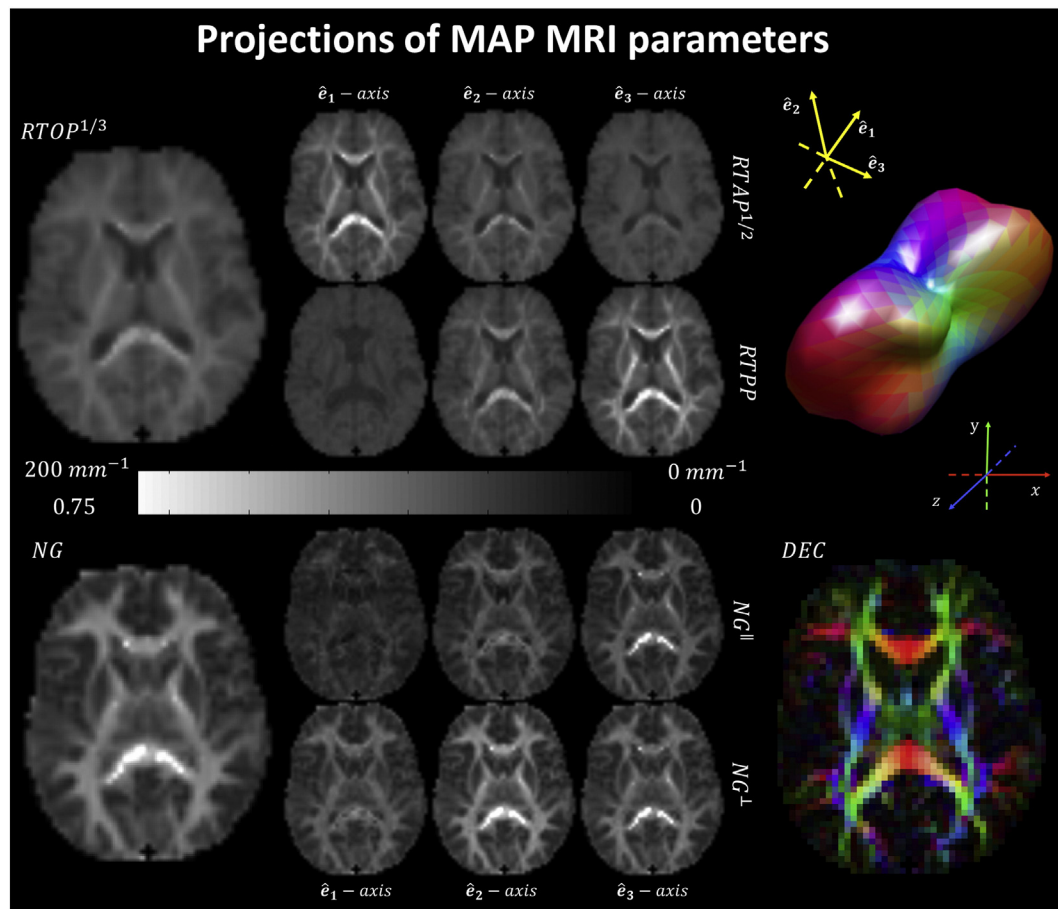 Projections of MAP MRI parameters
ê₁ − axis ê₂ − axis ê₃ − axis
RTOP^1/3
RTAP^1/2
RTPP
ê₂
ê₁
ê₃
200 mm⁻¹ 0 mm⁻¹
0.75 0
y
x
z
NG
NG^∥
NG^⊥
DEC
ê₁ − axis ê₂ − axis ê₃ − axis